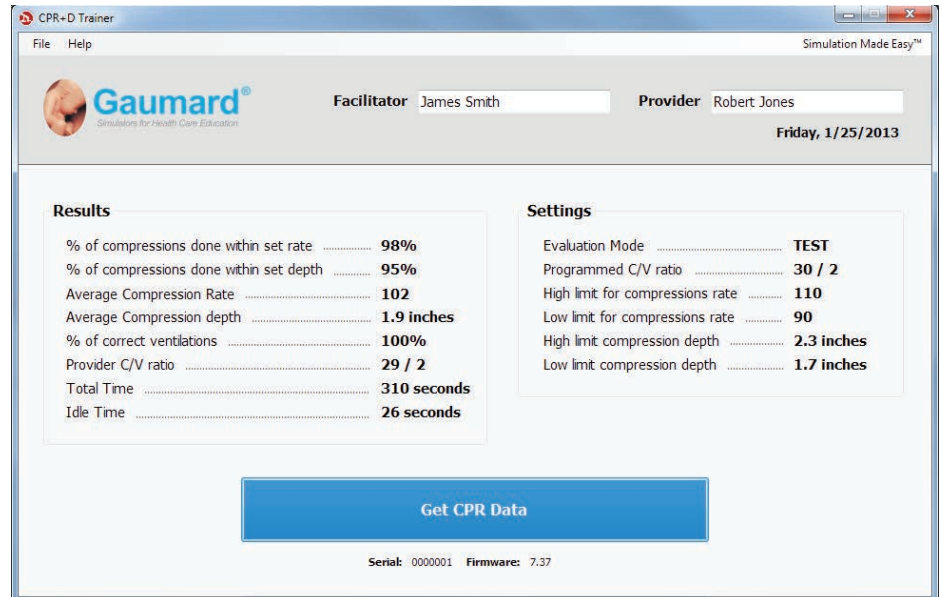 CPR+D Trainer
File Help Simulation Made Easy™
Gaumard®
Simulators for Health Care Education
Facilitator James Smith Provider Robert Jones
Friday, 1/25/2013
Results
% of compressions done within set rate 98%
% of compressions done within set depth 95%
Average Compression Rate 102
Average Compression depth 1.9 inches
% of correct ventilations 100%
Provider C/V ratio 29 / 2
Total Time 310 seconds
Idle Time 26 seconds
Settings
Evaluation Mode TEST
Programmed C/V ratio 30 / 2
High limit for compressions rate 110
Low limit for compressions rate 90
High limit compression depth 2.3 inches
Low limit compression depth 1.7 inches
Get CPR Data
Serial: 0000001 Firmware: 7.37